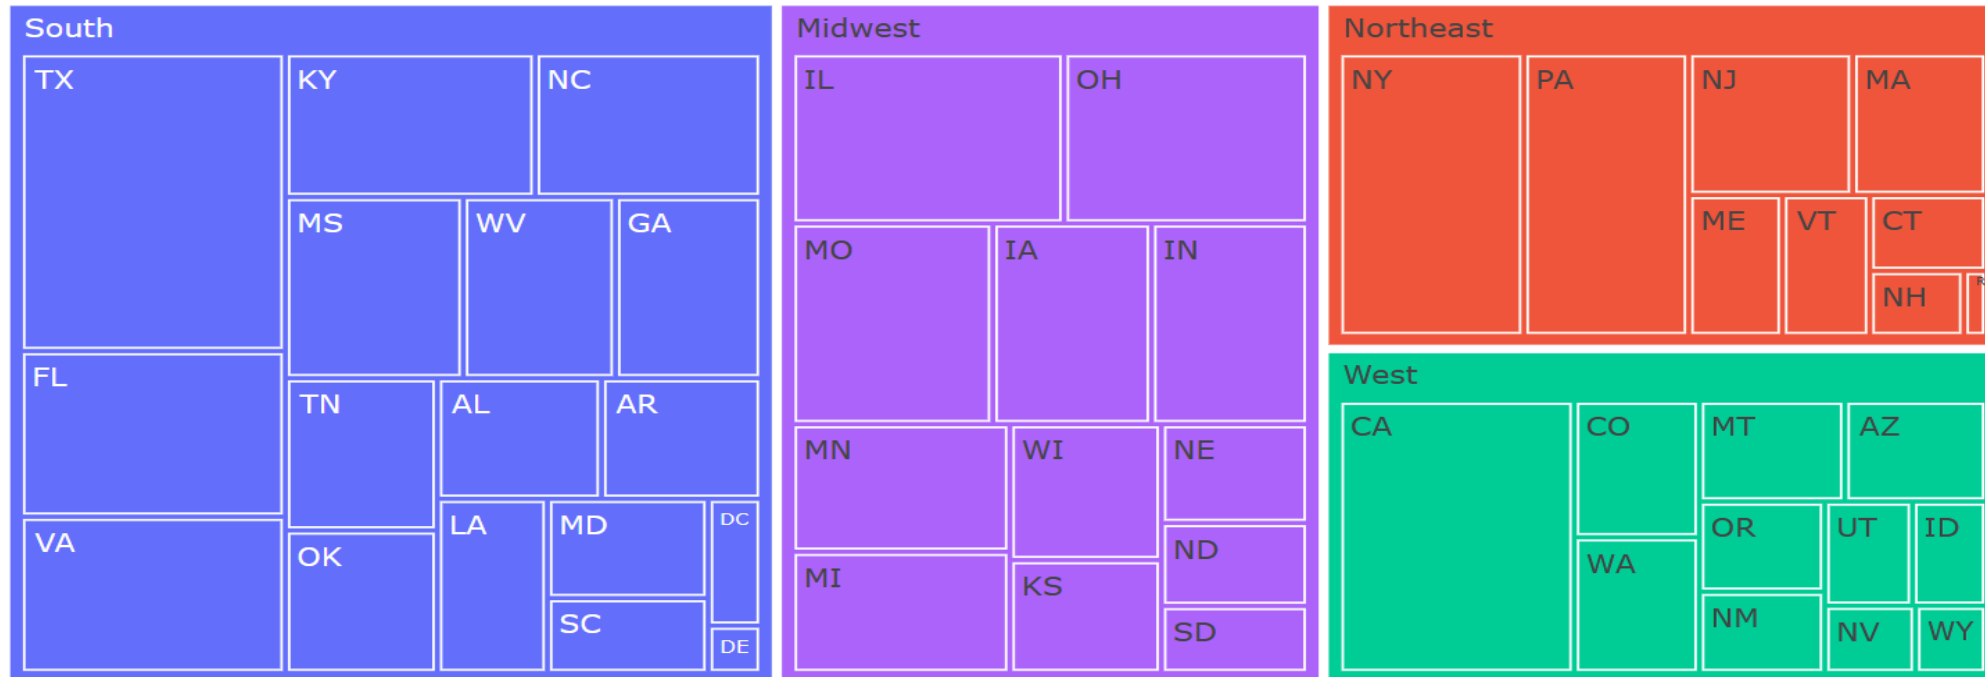 South
TX
KY
NC
MS
WV
GA
FL
TN
AL
AR
VA
OK
LA
MD
DC
SC
DE
Midwest
IL
OH
MO
IA
IN
MN
WI
NE
ND
MI
KS
SD
Northeast
NY
PA
NJ
MA
ME
VT
CT
NH
West
CA
CO
MT
AZ
OR
UT
ID
WA
NM
NV
WY